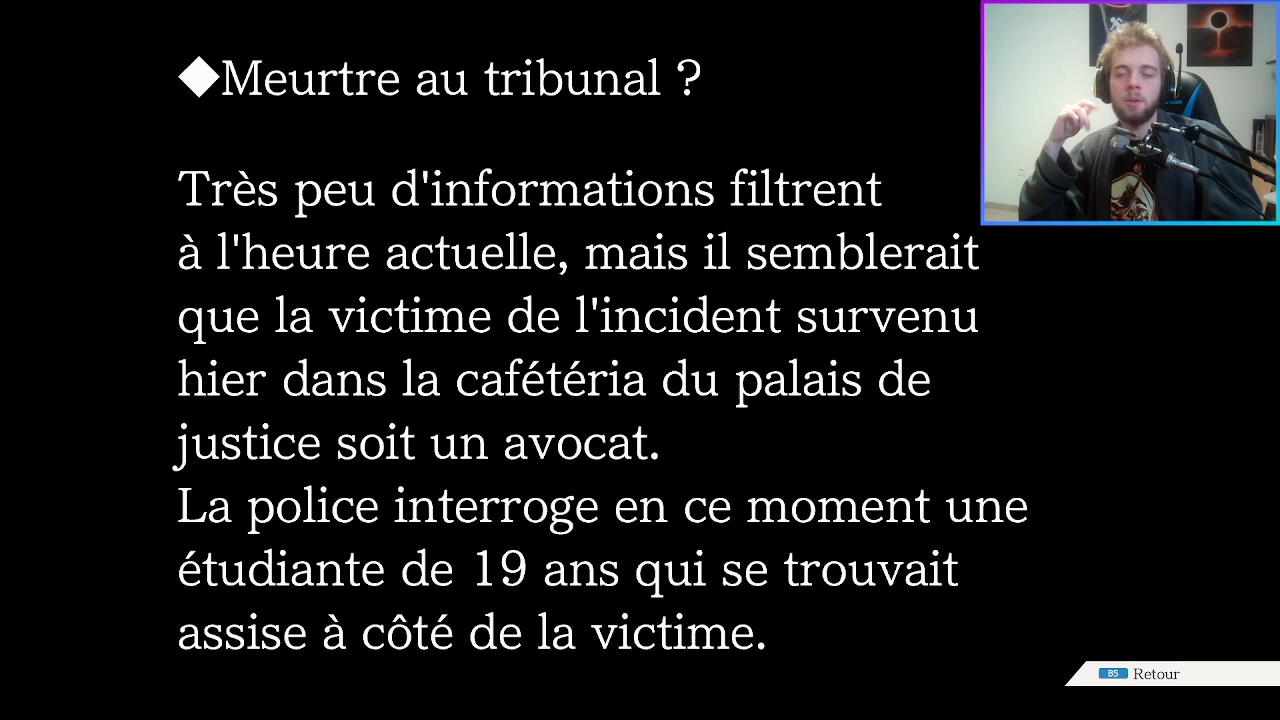 ◆Meurtre au tribunal ?
Très peu d'informations filtrent
à l'heure actuelle, mais il semblerait
que la victime de l'incident survenu
hier dans la cafétéria du palais de
justice soit un avocat.
La police interroge en ce moment une
étudiante de 19 ans qui se trouvait
assise à côté de la victime.
BS Retour